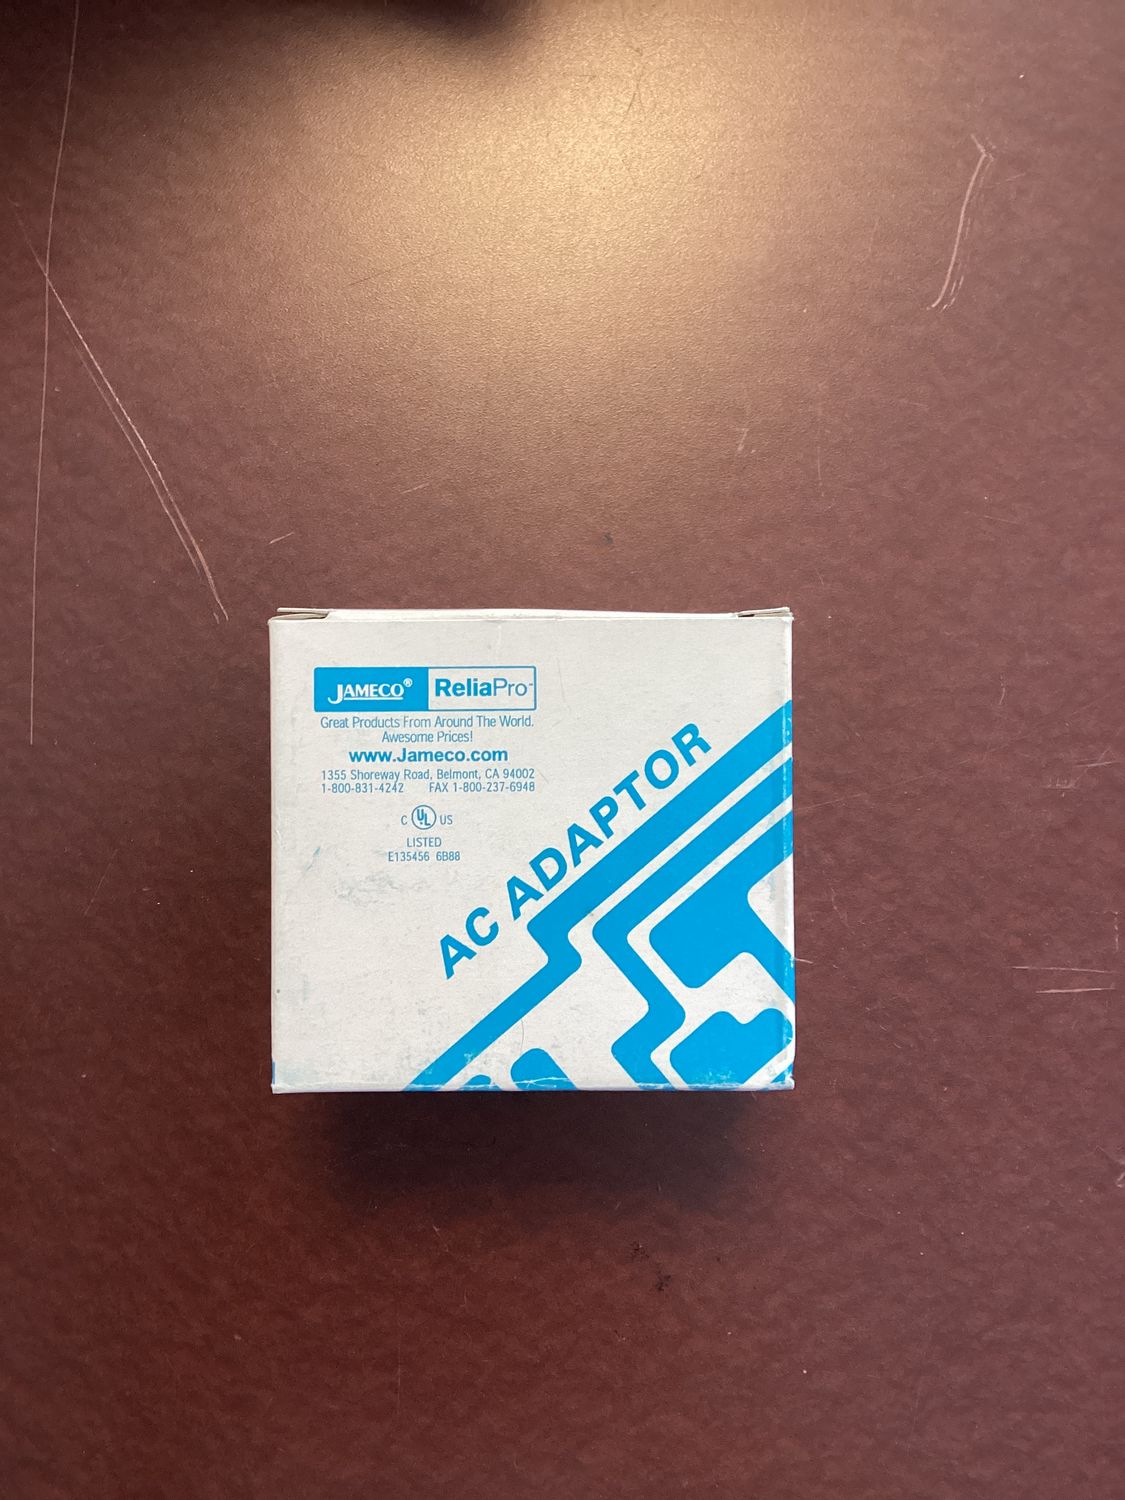 JAMECO® ReliaPro™
Great Products From Around The World.
Awesome Prices!
www.Jameco.com
1355 Shoreway Road, Belmont, CA 94002
1-800-831-4242 FAX 1-800-237-6948
C UL US
LISTED
E135456 6B88
AC ADAPTOR